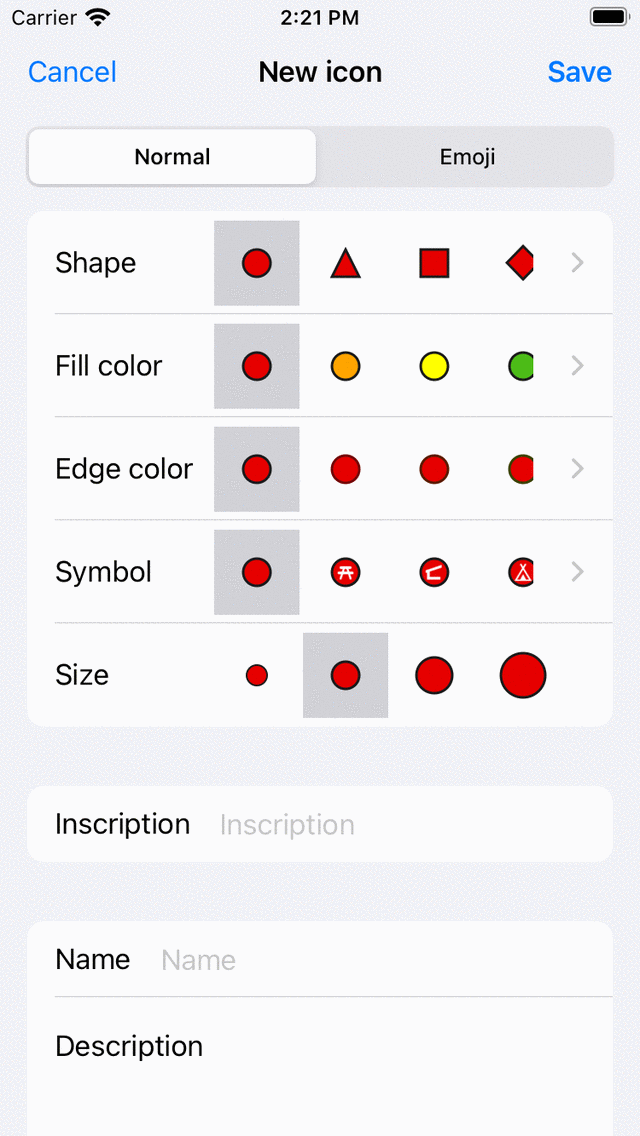 Carrier 2:21 PM
Cancel New icon Save
Normal Emoji
Shape
Fill color
Edge color
Symbol
Size
Inscription Inscription
Name Name
Description